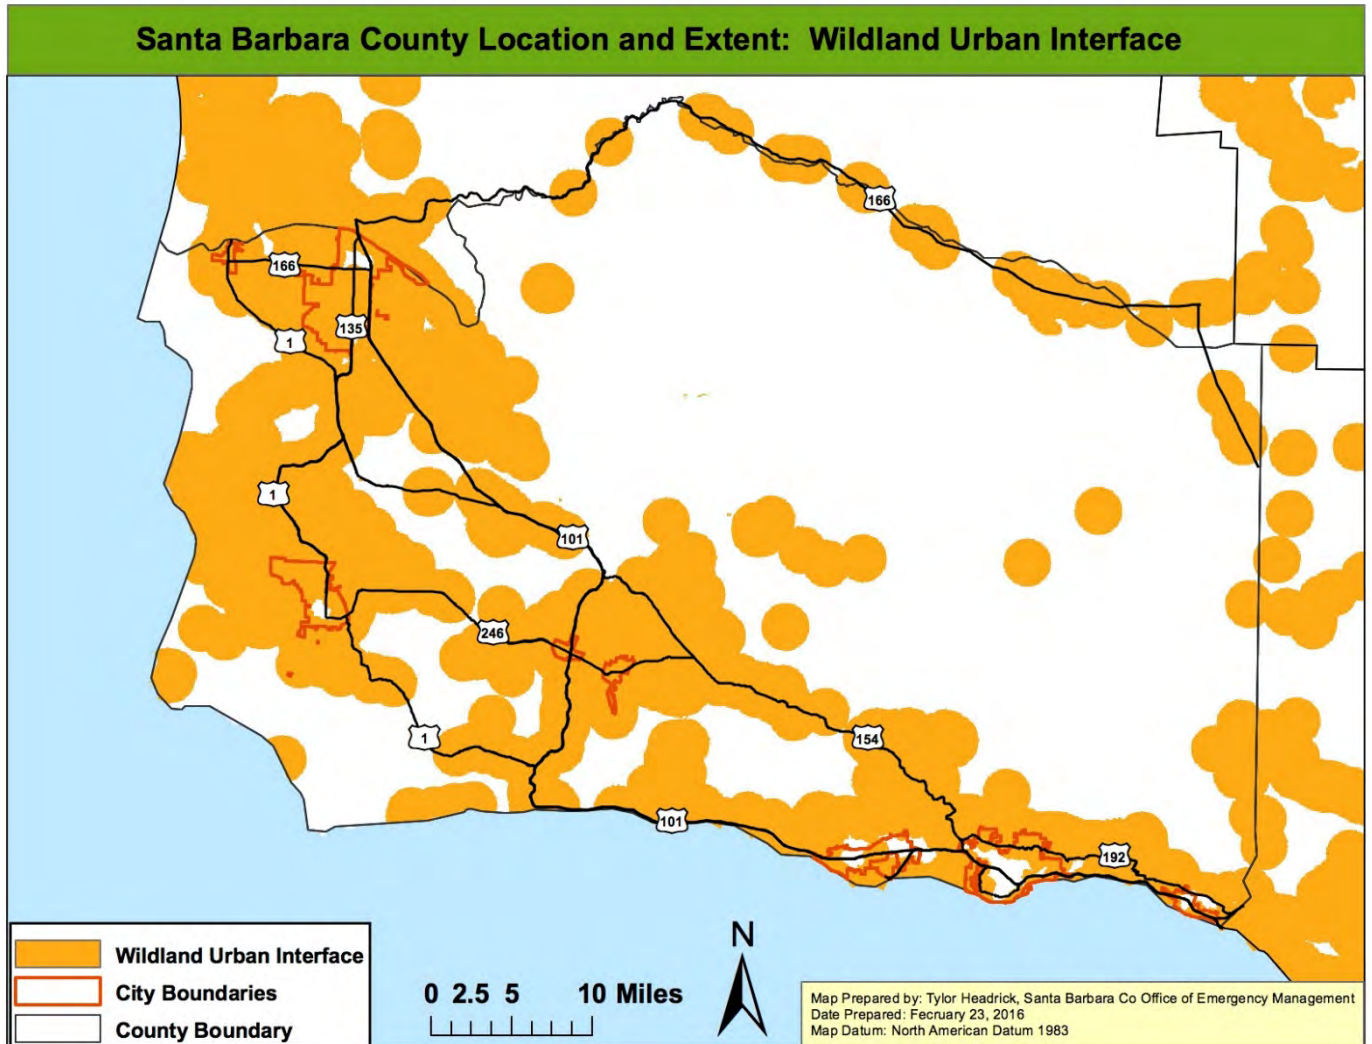 Santa Barbara County Location and Extent: Wildland Urban Interface
166
166
135
1
1
101
246
1
154
101
192
Wildland Urban Interface
City Boundaries
County Boundary
0 2.5 5 10 Miles
N
Map Prepared by: Tylor Headrick, Santa Barbara Co Office of Emergency Management
Date Prepared: Fecruary 23, 2016
Map Datum: North American Datum 1983